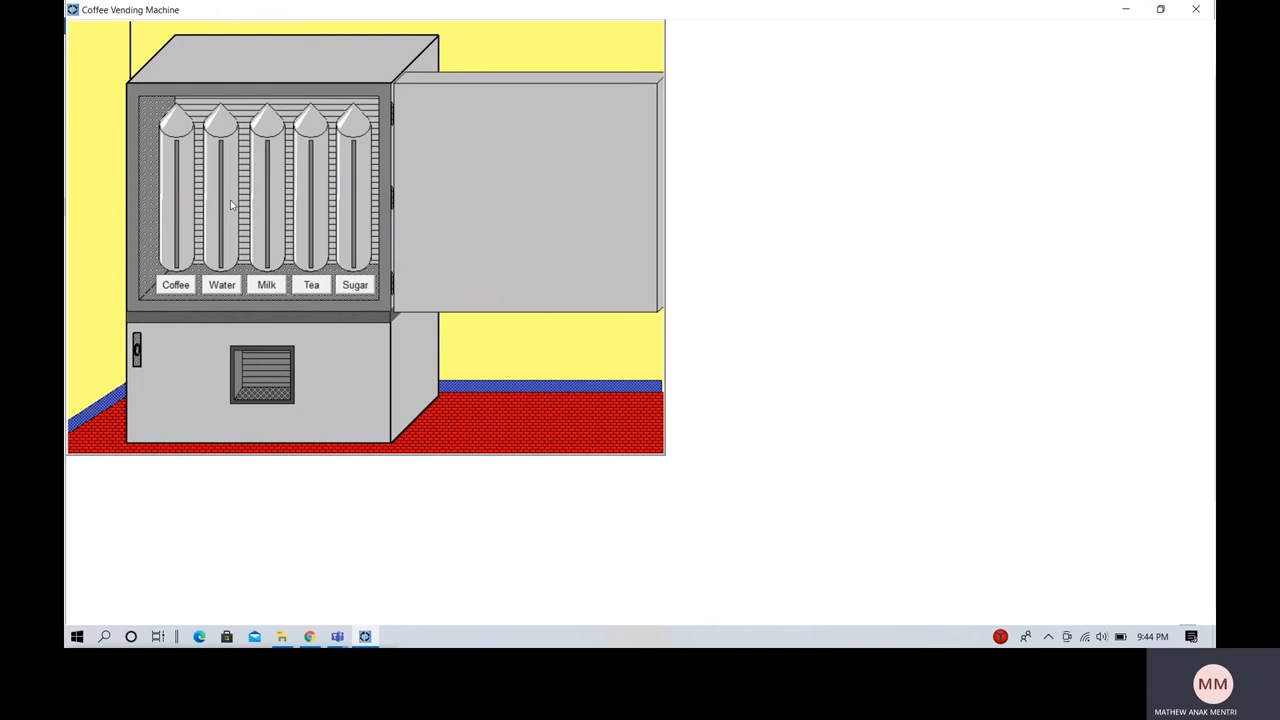 Coffee Vending Machine
Coffee Water Milk Tea Sugar
9:44 PM
MM
MATHEW ANAK MENTRI